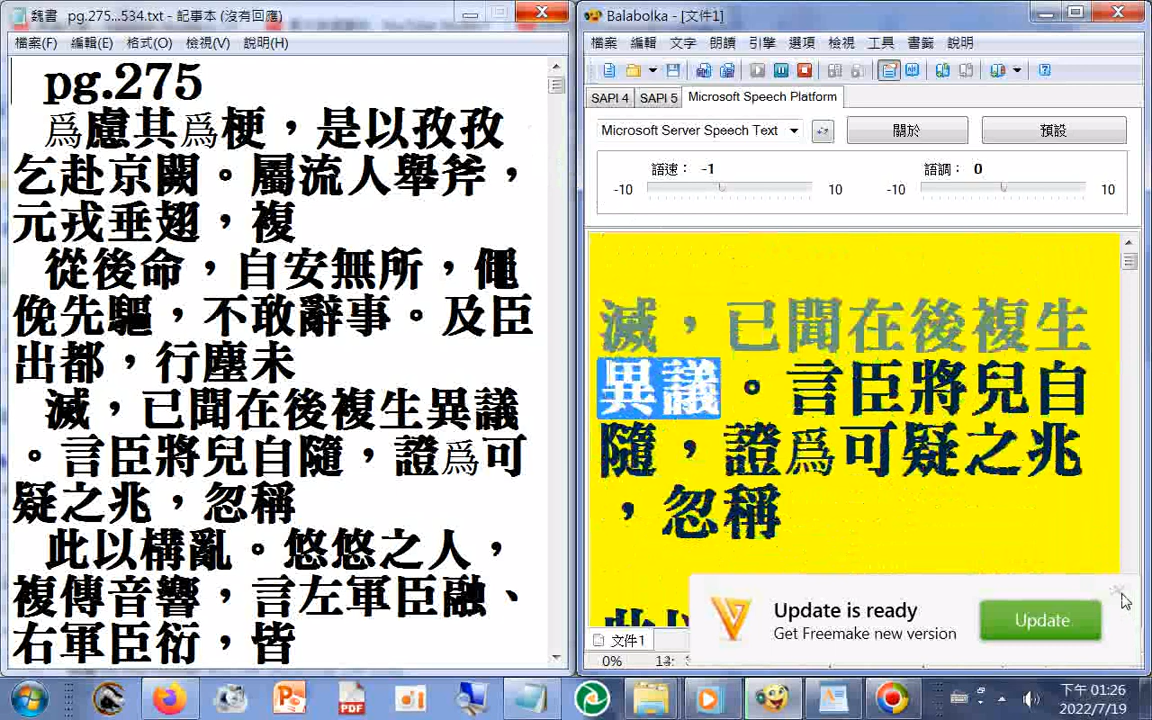 魏書 pg.275...534.txt - 記事本 (沒有回應)
檔案(F) 編輯(E) 格式(O) 檢視(V) 說明(H)
pg.275
爲慮其爲梗，是以孜孜
乞赴京闕。屬流人舉斧，
元戎垂翅，複
從後命，自安無所，僶
俛先驅，不敢辭事。及臣
出都，行塵未
滅，已聞在後複生異議
。言臣將兒自隨，證爲可
疑之兆，忽稱
此以構亂。悠悠之人，
複傳音響，言左軍臣融、
右軍臣衍，皆
Balabolka - [文件1]
檔案 編輯 文字 朗讀 引擎 選項 檢視 工具 書籤 說明
SAPI 4 SAPI 5 Microsoft Speech Platform
Microsoft Server Speech Text 關於 預設
語速： -1 語調： 0
-10 10 -10 10
滅，已聞在後複生
異議。言臣將兒自
隨，證爲可疑之兆
，忽稱
Update is ready
Get Freemake new version
Update
文件1
0%
PDF
下午 01:26
2022/7/19